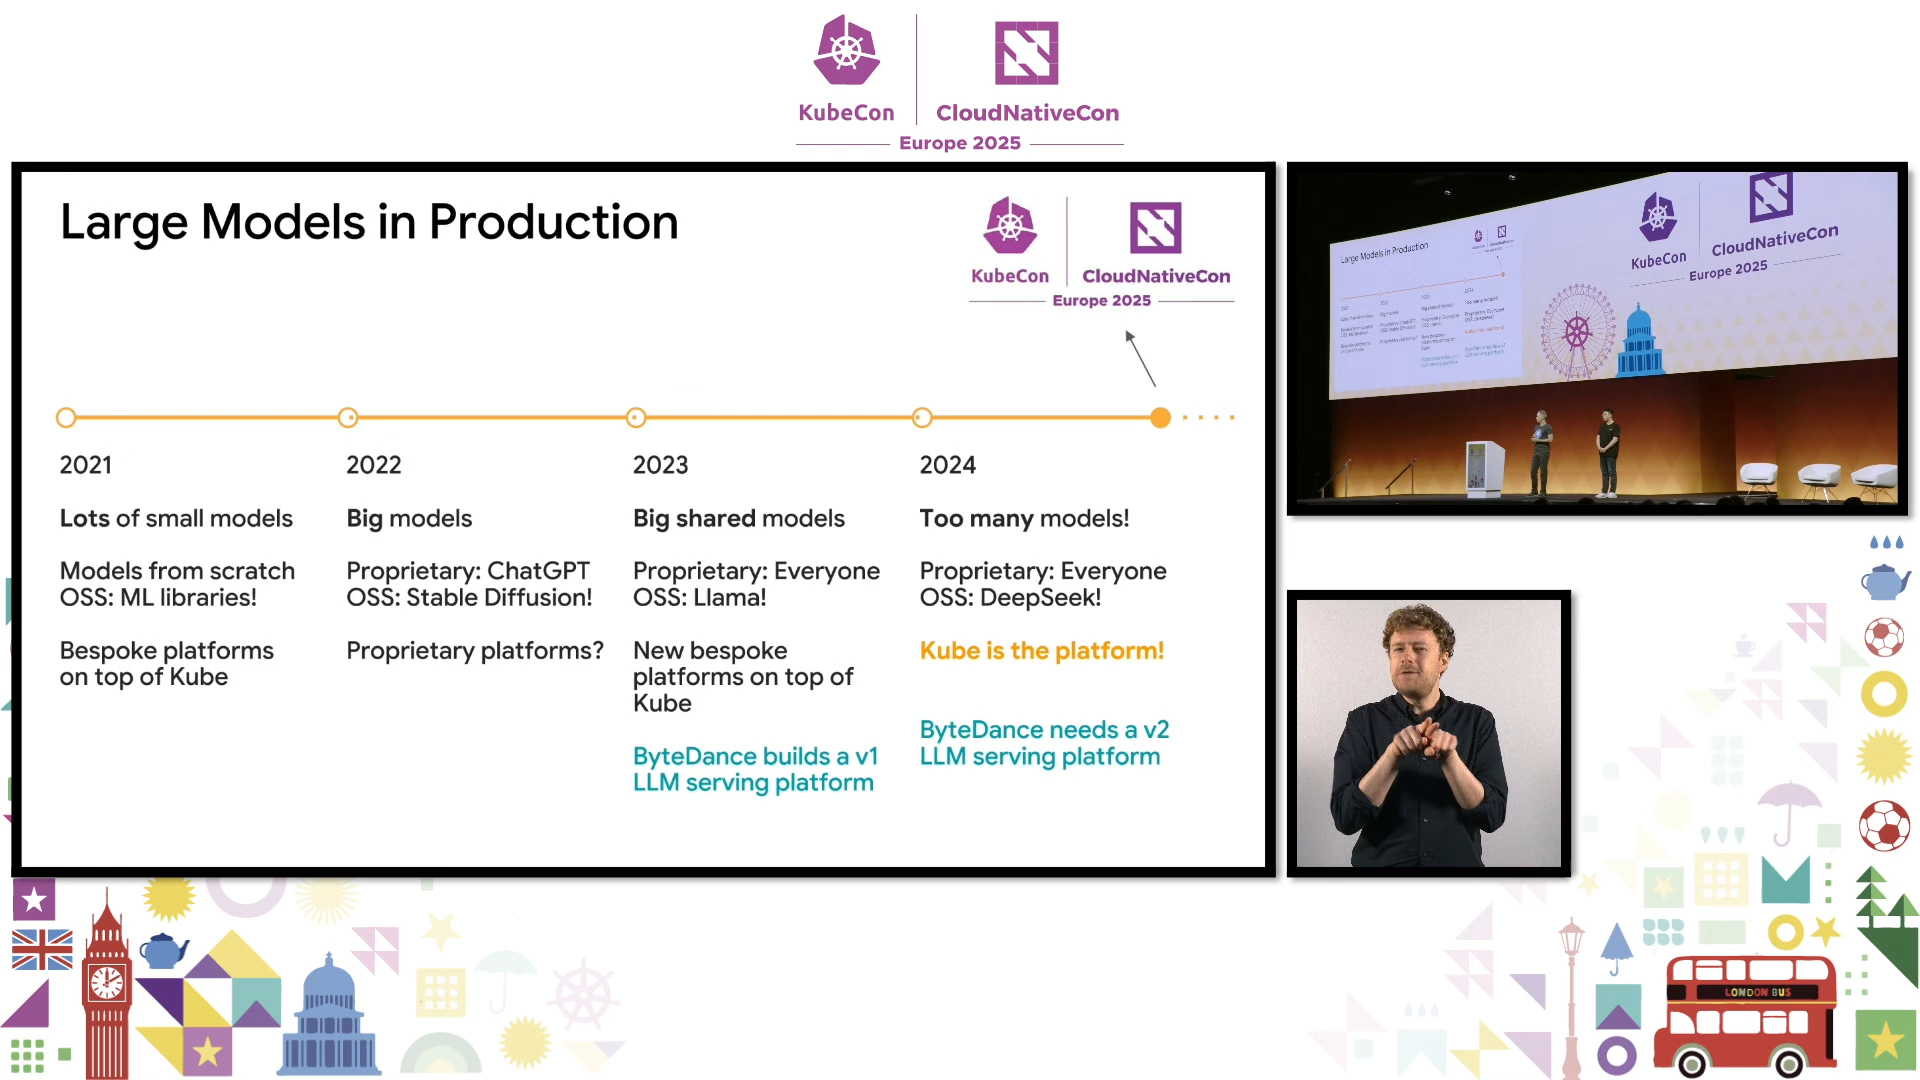 KubeCon
CloudNativeCon
Europe 2025
Large Models in Production
KubeCon
CloudNativeCon
Europe 2025
2021
Lots of small models
Models from scratch
OSS: ML libraries!
Bespoke platforms
on top of Kube
2022
Big models
Proprietary: ChatGPT
OSS: Stable Diffusion!
Proprietary platforms?
2023
Big shared models
Proprietary: Everyone
OSS: Llama!
New bespoke
platforms on top of
Kube
ByteDance builds a v1
LLM serving platform
2024
Too many models!
Proprietary: Everyone
OSS: DeepSeek!
Kube is the platform!
ByteDance needs a v2
LLM serving platform
Large Models in Production
KubeCon
CloudNativeCon
Europe 2025
LONDON BUS